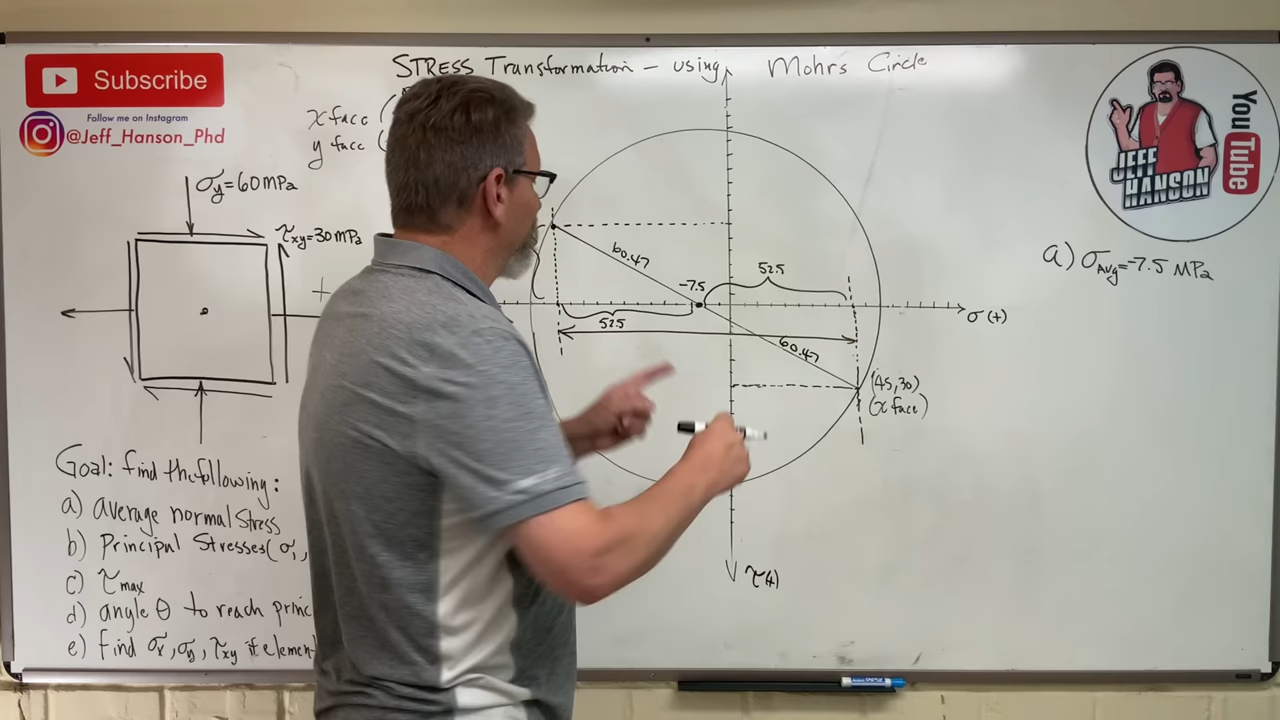 STRESS Transformation - using Mohrs Circle
Subscribe
Follow me on Instagram
@Jeff_Hanson_Phd
x face (
y face (
σy=60MPa
τxy=30MPa
Goal: find the following:
a) average normal stress
b) Principal Stresses(σ1,
c) τmax
d) angle θ to reach princ
e) find σx, σy, τxy if elemen
60.47
-7.5
52.5
52.5
60.47
σ(+)
(45,30)
(x face)
τ(+)
a) σAvg=-7.5 MPa
JEFF
HANSON
YouTube